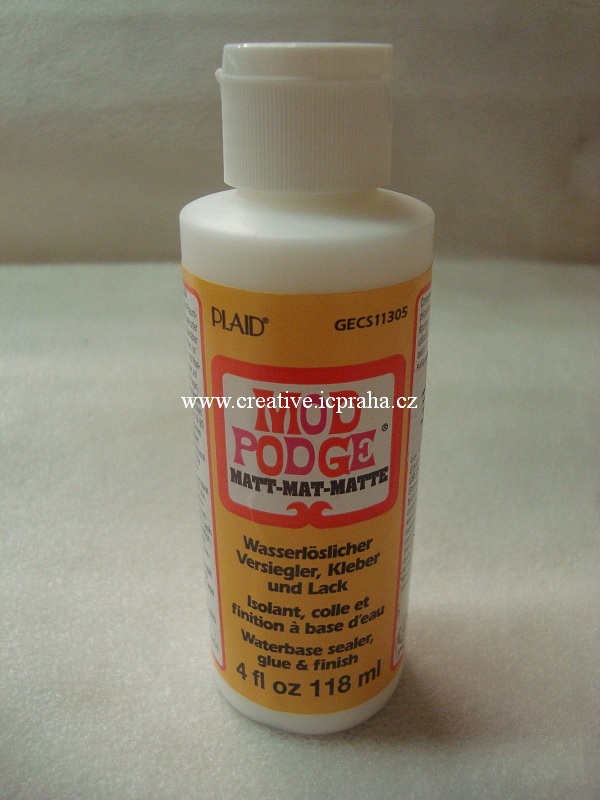 PLAID®
GECS11305
www.creative.icpraha.cz
MOD
PODGE®
MATT-MAT-MATTE
Wasserlöslicher
Versiegler, Kleber
und Lack
Isolant, colle et
finition à base d'eau
Waterbase sealer,
glue & finish
4 fl oz 118 ml